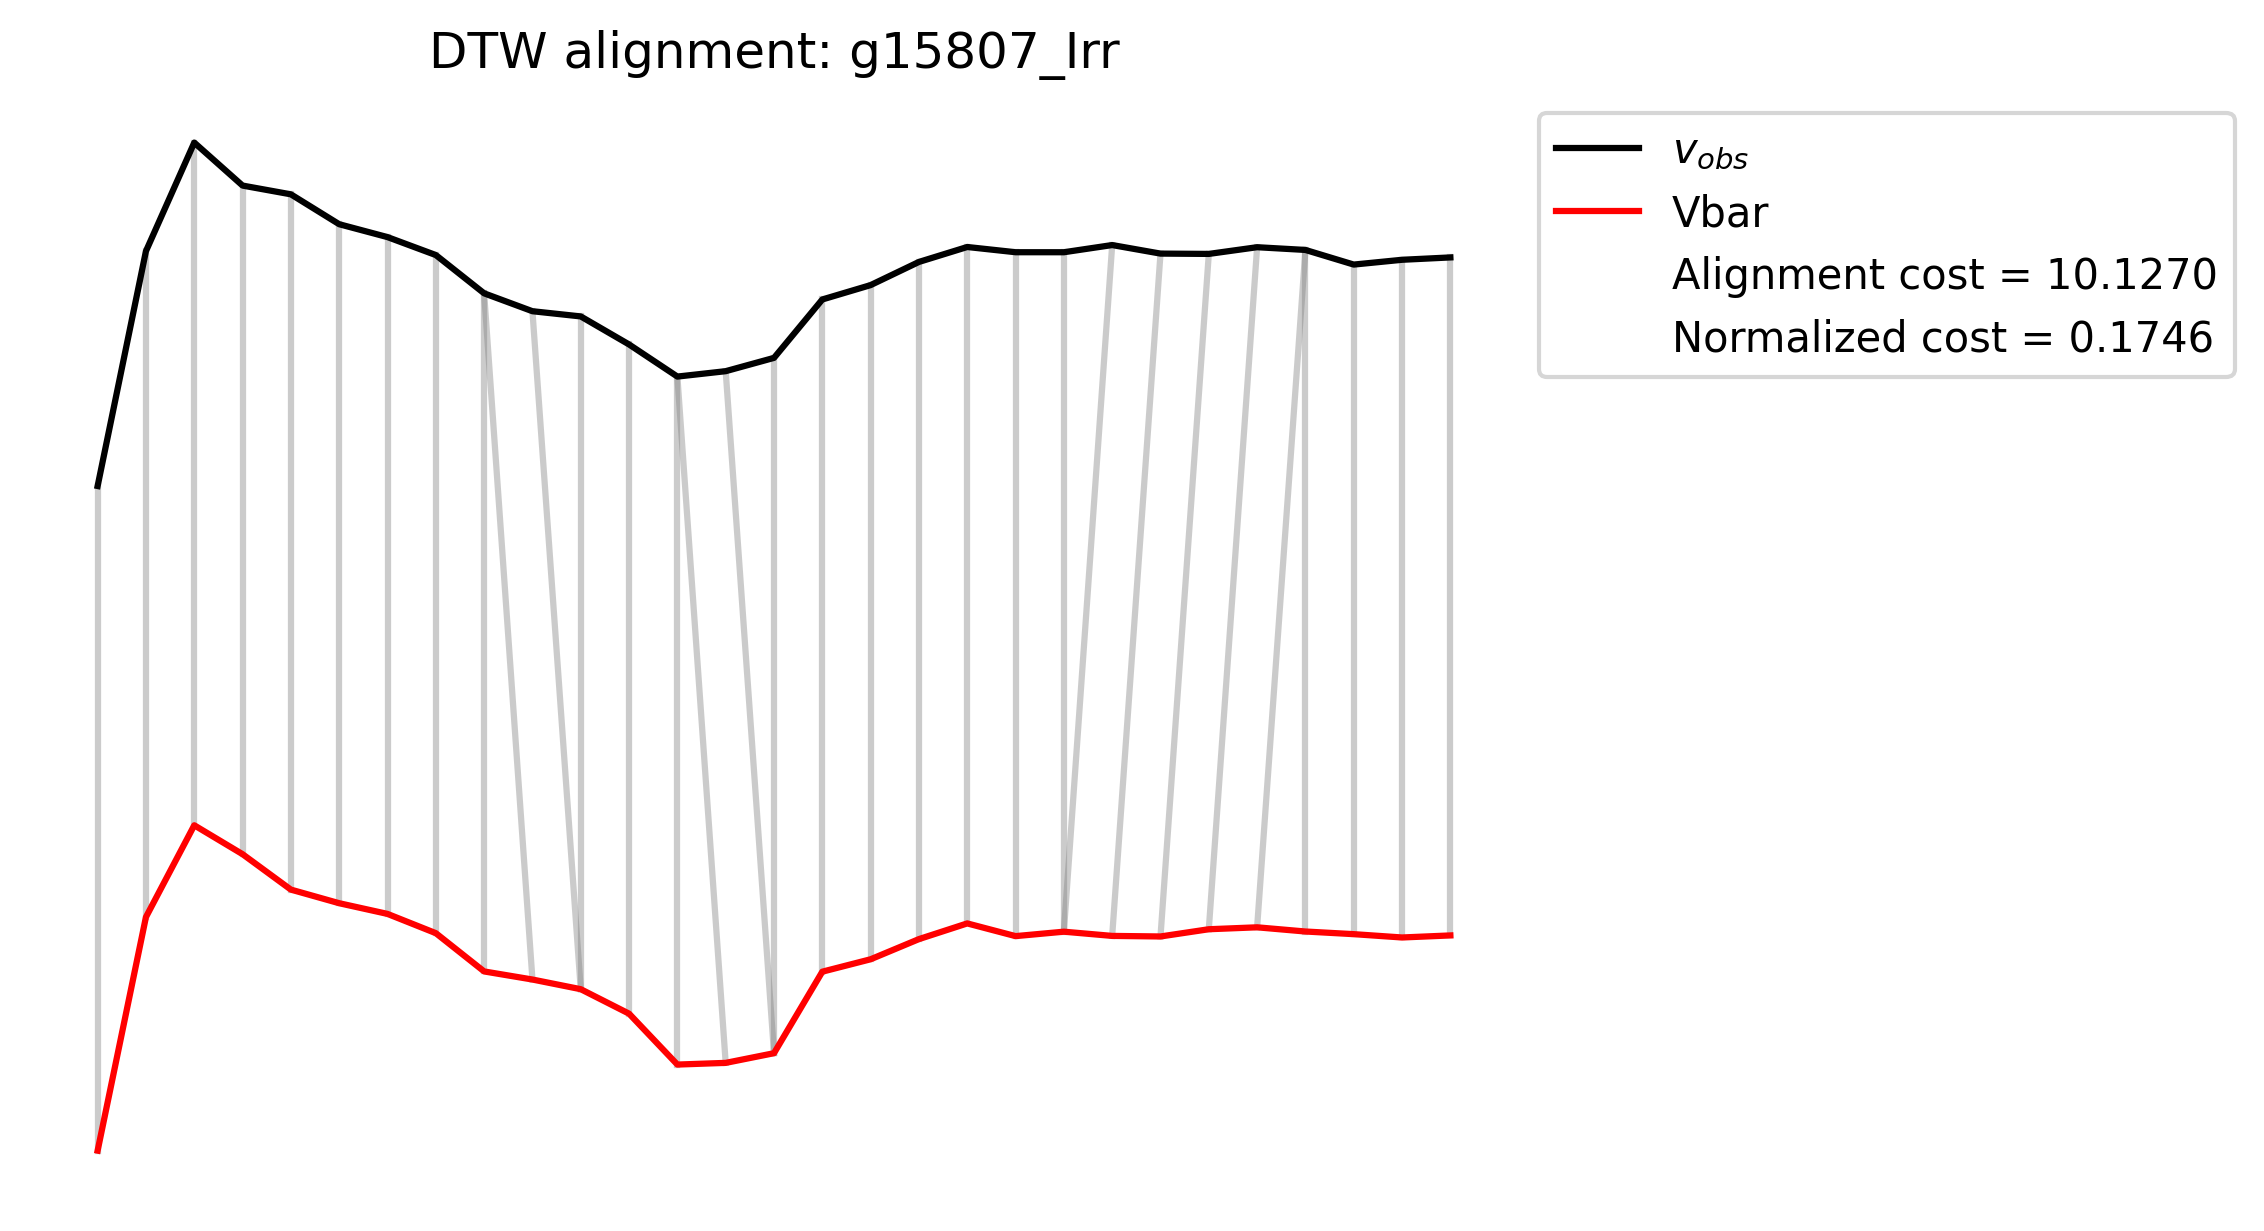 DTW alignment: g15807_Irr
v_obs
Vbar
Alignment cost = 10.1270
Normalized cost = 0.1746